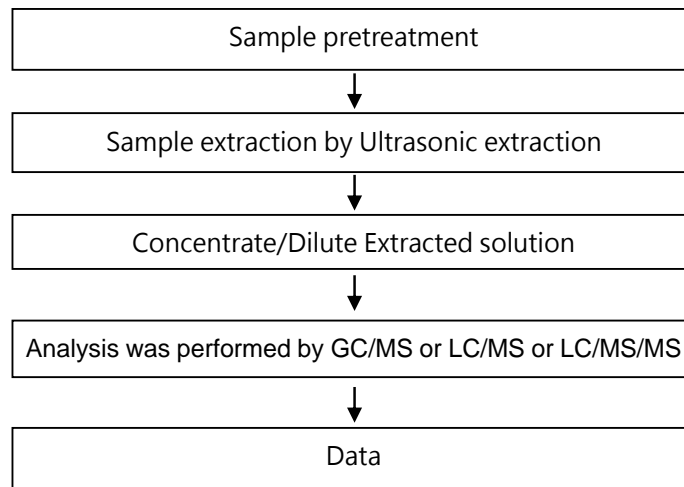 Sample pretreatment
Sample extraction by Ultrasonic extraction
Concentrate/Dilute Extracted solution
Analysis was performed by GC/MS or LC/MS or LC/MS/MS
Data